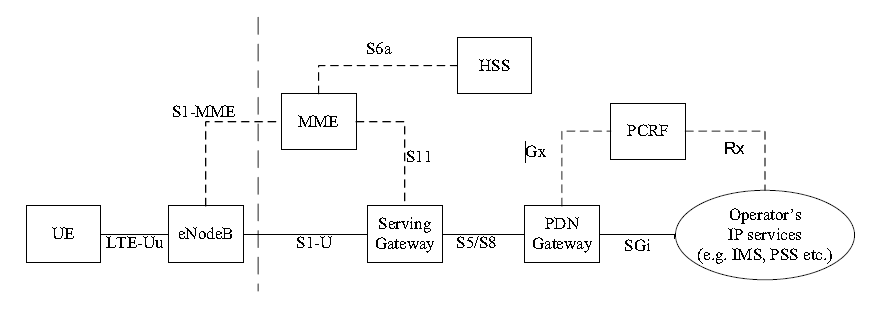 S6a
HSS
S1-MME
MME
PCRF
S11
Gx
Rx
UE
LTE-Uu
eNodeB
S1-U
Serving
Gateway
S5/S8
PDN
Gateway
SGi
Operator's
IP services
(e.g. IMS, PSS etc.)